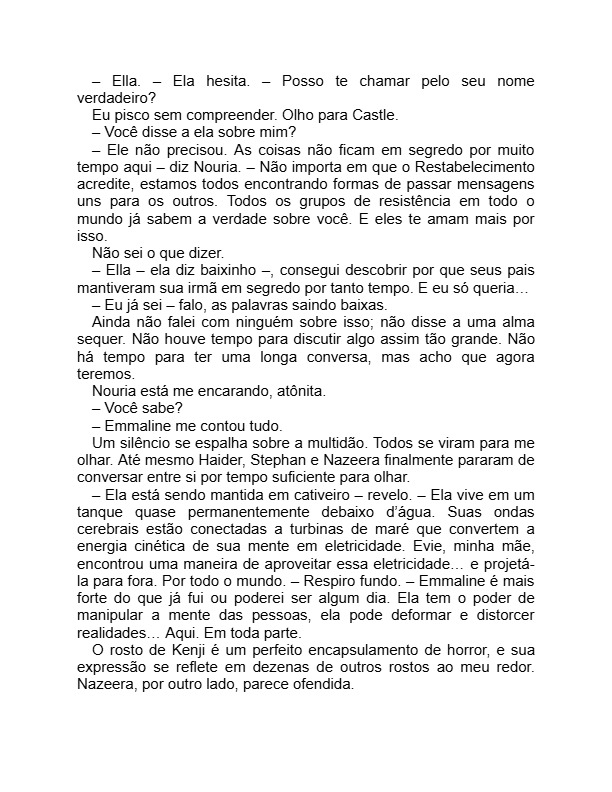 – Ella. – Ela hesita. – Posso te chamar pelo seu nome
verdadeiro?
Eu pisco sem compreender. Olho para Castle.
– Você disse a ela sobre mim?
– Ele não precisou. As coisas não ficam em segredo por muito
tempo aqui – diz Nouria. – Não importa em que o Restabelecimento
acredite, estamos todos encontrando formas de passar mensagens
uns para os outros. Todos os grupos de resistência em todo o
mundo já sabem a verdade sobre você. E eles te amam mais por
isso.
Não sei o que dizer.
– Ella – ela diz baixinho –, consegui descobrir por que seus pais
mantiveram sua irmã em segredo por tanto tempo. E eu só queria…
– Eu já sei – falo, as palavras saindo baixas.
Ainda não falei com ninguém sobre isso; não disse a uma alma
sequer. Não houve tempo para discutir algo assim tão grande. Não
há tempo para ter uma longa conversa, mas acho que agora
teremos.
Nouria está me encarando, atônita.
– Você sabe?
– Emmaline me contou tudo.
Um silêncio se espalha sobre a multidão. Todos se viram para me
olhar. Até mesmo Haider, Stephan e Nazeera finalmente pararam de
conversar entre si por tempo suficiente para olhar.
– Ela está sendo mantida em cativeiro – revelo. – Ela vive em um
tanque quase permanentemente debaixo d’água. Suas ondas
cerebrais estão conectadas a turbinas de maré que convertem a
energia cinética de sua mente em eletricidade. Evie, minha mãe,
encontrou uma maneira de aproveitar essa eletricidade… e projetá-
la para fora. Por todo o mundo. – Respiro fundo. – Emmaline é mais
forte do que já fui ou poderei ser algum dia. Ela tem o poder de
manipular a mente das pessoas, ela pode deformar e distorcer
realidades… Aqui. Em toda parte.
O rosto de Kenji é um perfeito encapsulamento de horror, e sua
expressão se reflete em dezenas de outros rostos ao meu redor.
Nazeera, por outro lado, parece ofendida.